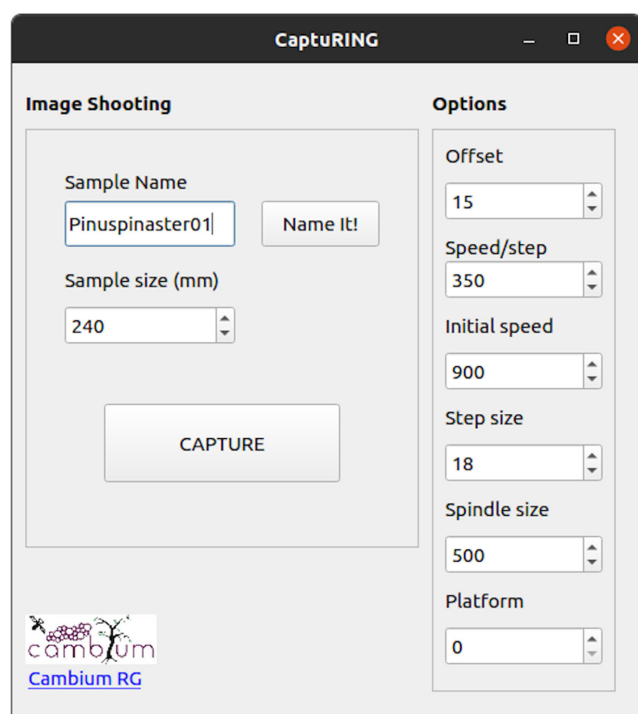 CaptuRING
Image Shooting
Sample Name
Pinuspinaster01
Name It!
Sample size (mm)
240
CAPTURE
cambium
Cambium RG
Options
Offset
15
Speed/step
350
Initial speed
900
Step size
18
Spindle size
500
Platform
0